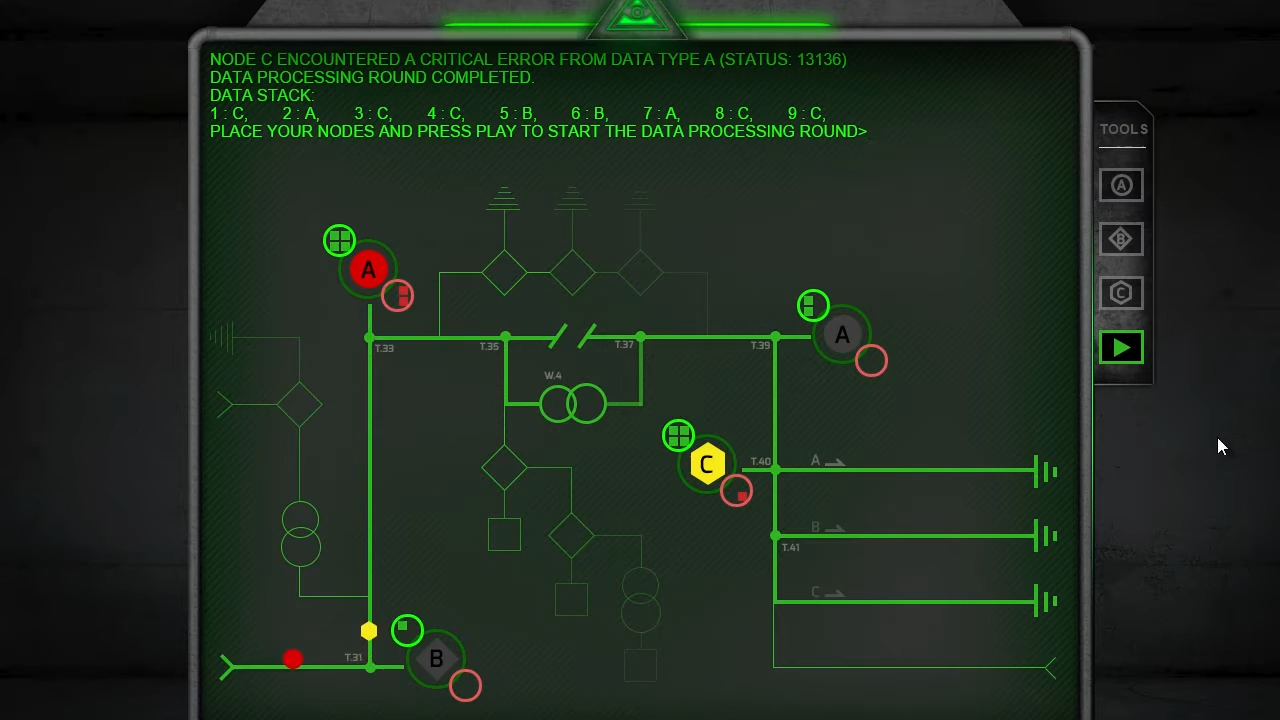 NODE C ENCOUNTERED A CRITICAL ERROR FROM DATA TYPE A (STATUS: 13136)
DATA PROCESSING ROUND COMPLETED.
DATA STACK:
1 : C, 2 : A, 3 : C, 4 : C, 5 : B, 6 : B, 7 : A, 8 : C, 9 : C,
PLACE YOUR NODES AND PRESS PLAY TO START THE DATA PROCESSING ROUND>
TOOLS
A
B
C
A
A
T.33
T.35
T.37
T.39
W.4
C
T.40
A
B
T.41
C
T.31
B